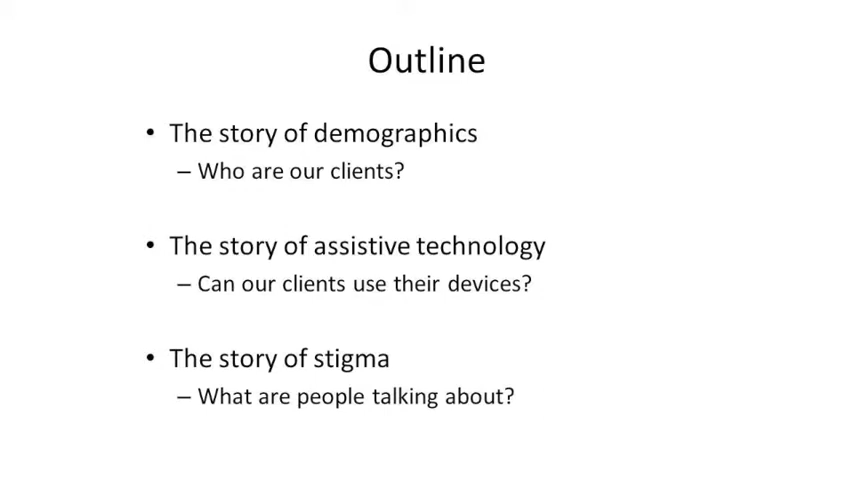 Outline
• The story of demographics
– Who are our clients?
• The story of assistive technology
– Can our clients use their devices?
• The story of stigma
– What are people talking about?